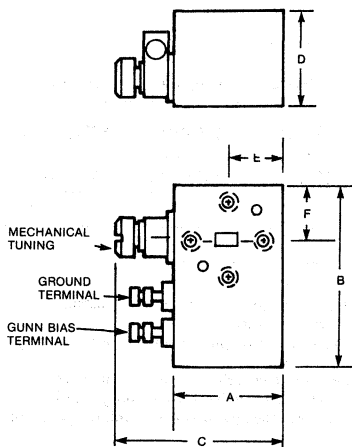 D
E
F
MECHANICAL
TUNING
GROUND
TERMINAL
B
GUNN BIAS
TERMINAL
A
C